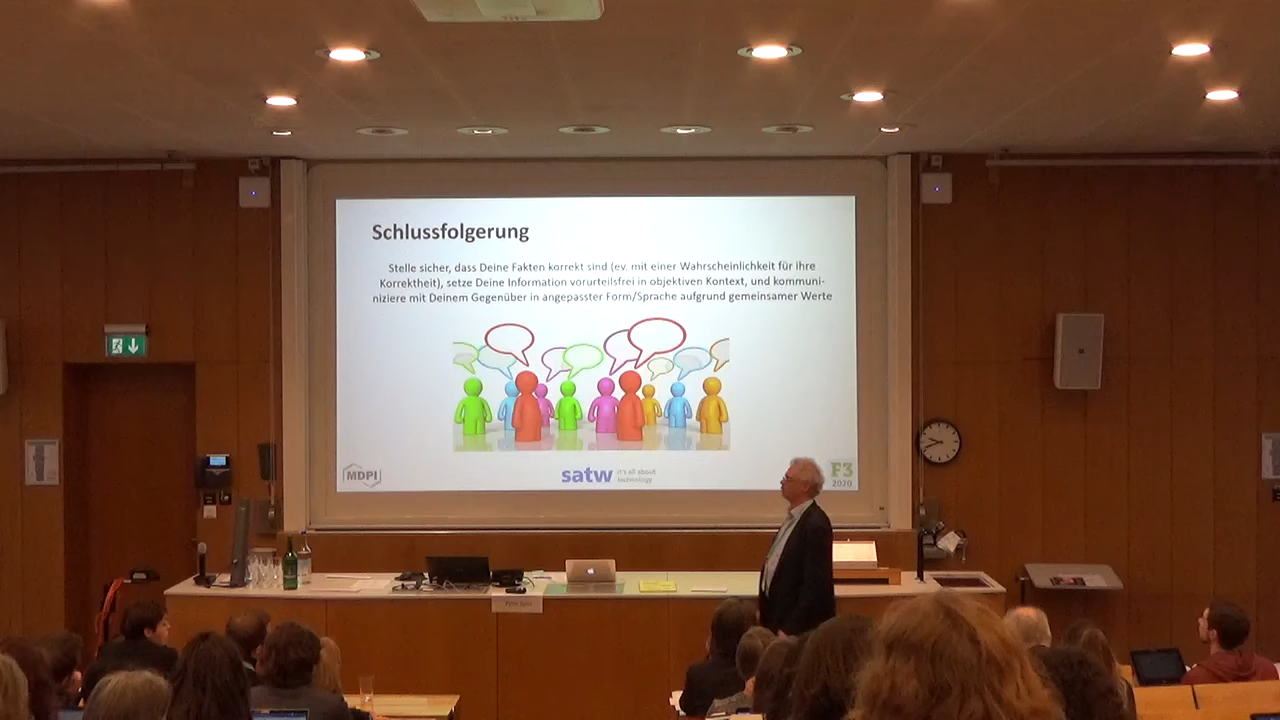 Schlussfolgerung
Stelle sicher, dass Deine Fakten korrekt sind (ev. mit einer Wahrscheinlichkeit für ihre
Korrektheit), setze Deine Information vorurteilsfrei in objektiven Kontext, und kommuni-
niziere mit Deinem Gegenüber in angepasster Form/Sprache aufgrund gemeinsamer Werte
MDPI
satw
it's all about
technology
F3
2020